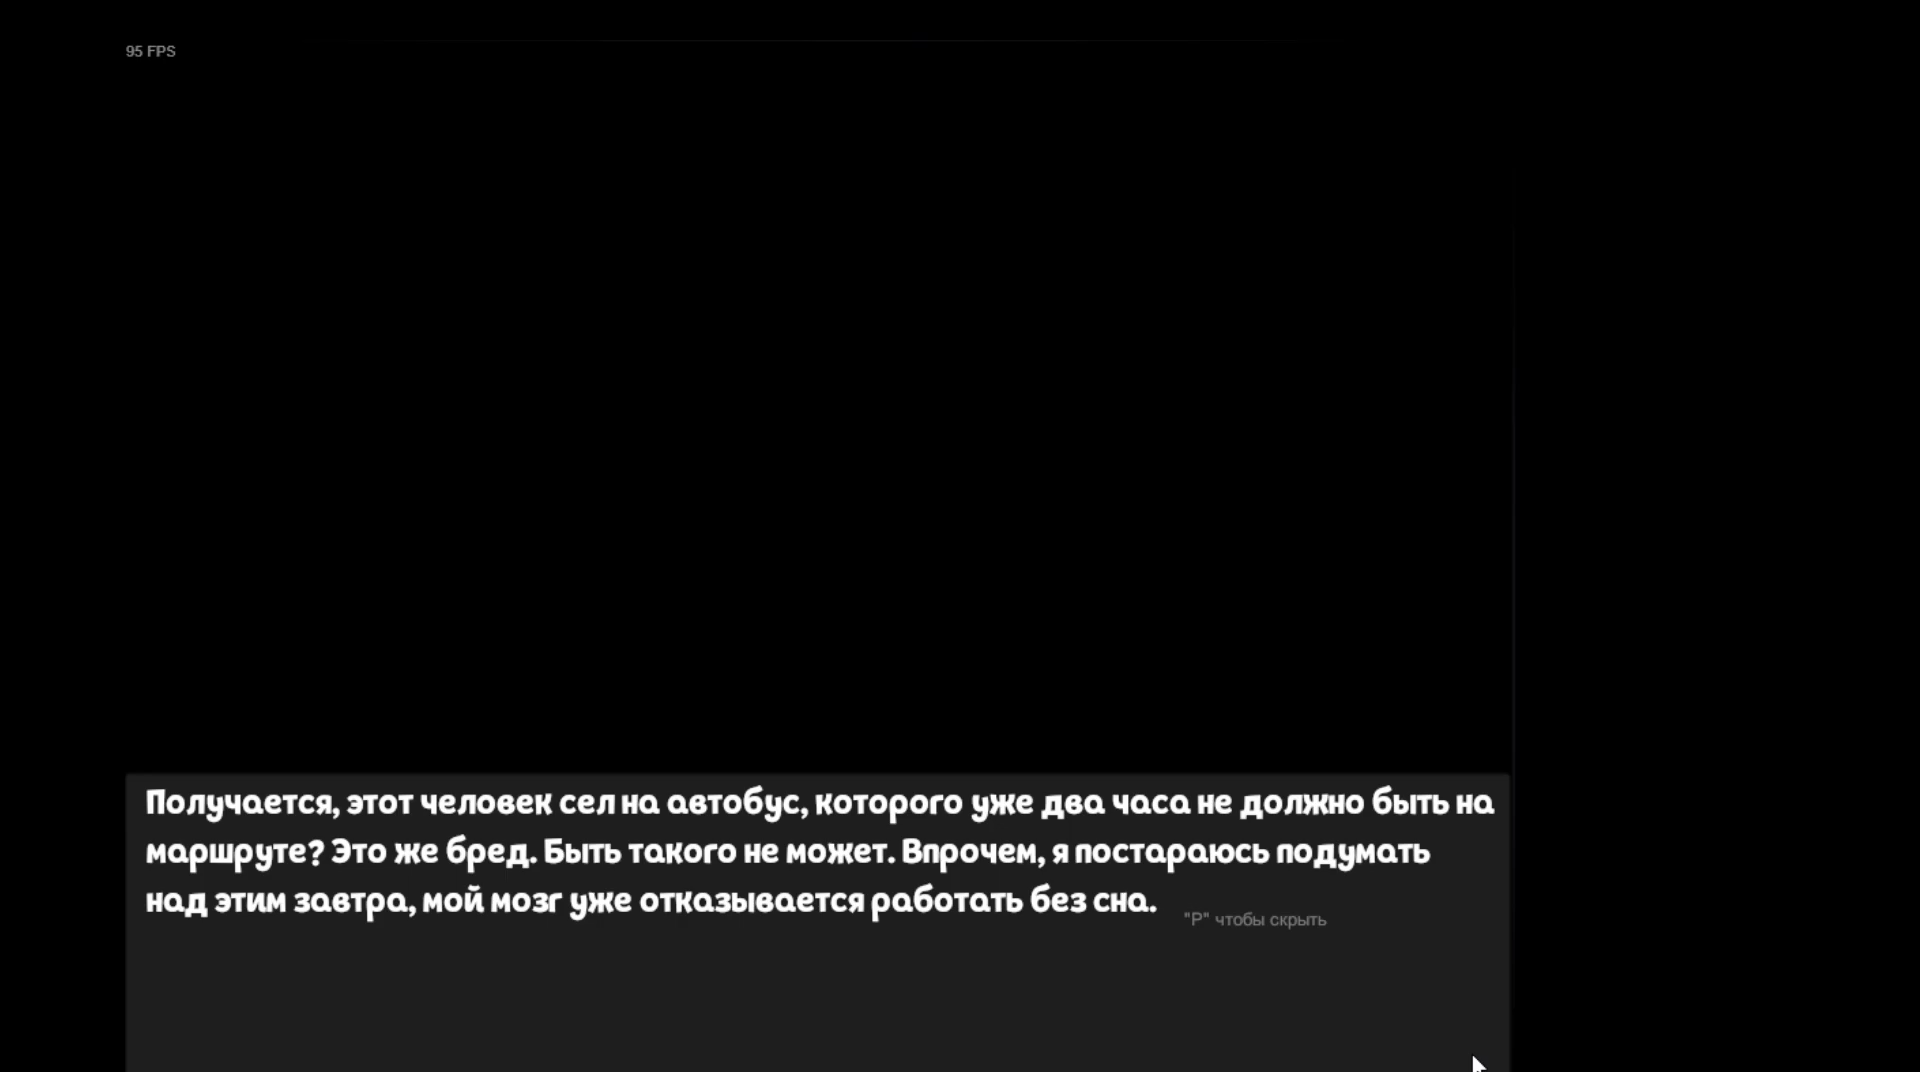 95 FPS
Получается, этот человек сел на автобус, которого уже два часа не должно быть на
маршруте? Это же бред. Быть такого не может. Впрочем, я постараюсь подумать
над этим завтра, мой мозг уже отказывается работать без сна.
"P" чтобы скрыть